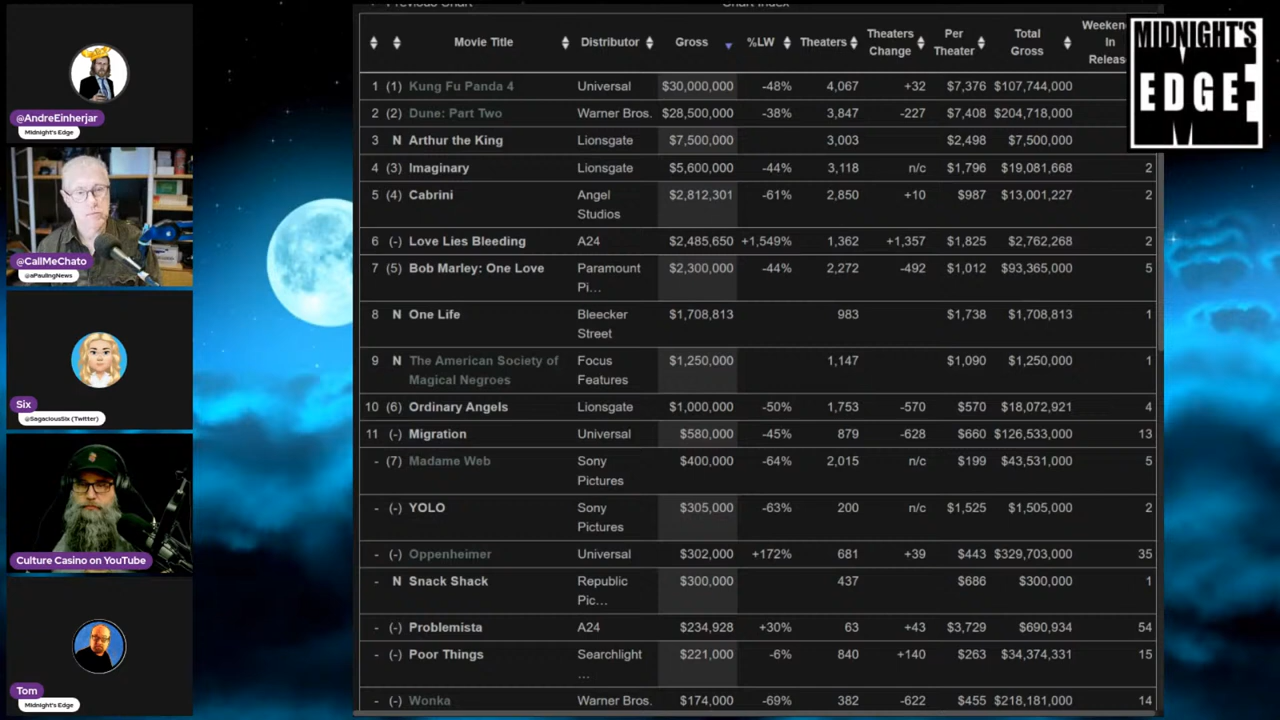 Previous Chart Chart Index
Movie Title Distributor Gross %LW Theaters Theaters Change Per Theater Total Gross Weekend In Release
1 (1) Kung Fu Panda 4 Universal $30,000,000 -48% 4,067 +32 $7,376 $107,744,000
2 (2) Dune: Part Two Warner Bros. $28,500,000 -38% 3,847 -227 $7,408 $204,718,000
3 N Arthur the King Lionsgate $7,500,000 3,003 $2,498 $7,500,000
4 (3) Imaginary Lionsgate $5,600,000 -44% 3,118 n/c $1,796 $19,081,668 2
5 (4) Cabrini Angel Studios $2,812,301 -61% 2,850 +10 $987 $13,001,227 2
6 (-) Love Lies Bleeding A24 $2,485,650 +1,549% 1,362 +1,357 $1,825 $2,762,268 2
7 (5) Bob Marley: One Love Paramount Pi... $2,300,000 -44% 2,272 -492 $1,012 $93,365,000 5
8 N One Life Bleecker Street $1,708,813 983 $1,738 $1,708,813 1
9 N The American Society of Magical Negroes Focus Features $1,250,000 1,147 $1,090 $1,250,000 1
10 (6) Ordinary Angels Lionsgate $1,000,000 -50% 1,753 -570 $570 $18,072,921 4
11 (-) Migration Universal $580,000 -45% 879 -628 $660 $126,533,000 13
- (7) Madame Web Sony Pictures $400,000 -64% 2,015 n/c $199 $43,531,000 5
- (-) YOLO Sony Pictures $305,000 -63% 200 n/c $1,525 $1,505,000 2
- (-) Oppenheimer Universal $302,000 +172% 681 +39 $443 $329,703,000 35
- N Snack Shack Republic Pic... $300,000 437 $686 $300,000 1
- (-) Problemista A24 $234,928 +30% 63 +43 $3,729 $690,934 54
- (-) Poor Things Searchlight ... $221,000 -6% 840 +140 $263 $34,374,331 15
- (-) Wonka Warner Bros. $174,000 -69% 382 -622 $455 $218,181,000 14
MIDNIGHT'S
EDGE
ME
@AndreEinherjar
Midnight's Edge
@CallMeChato
@aPaulingNews
Six
@SagaciousSix (Twitter)
Culture Casino on YouTube
Tom
Midnight's Edge